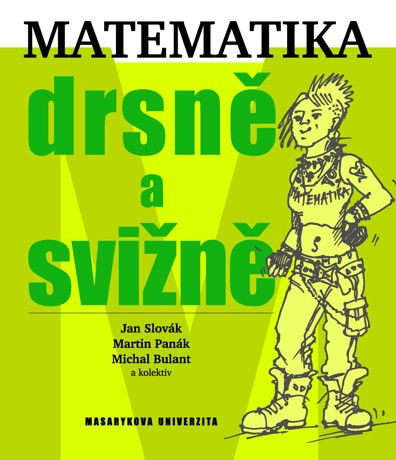 MATEMATIKA
drsně
a
svižně
MATEMATIKA
Jan Slovák
Martin Panák
Michal Bulant
a kolektiv
MASARYKOVA UNIVERZITA